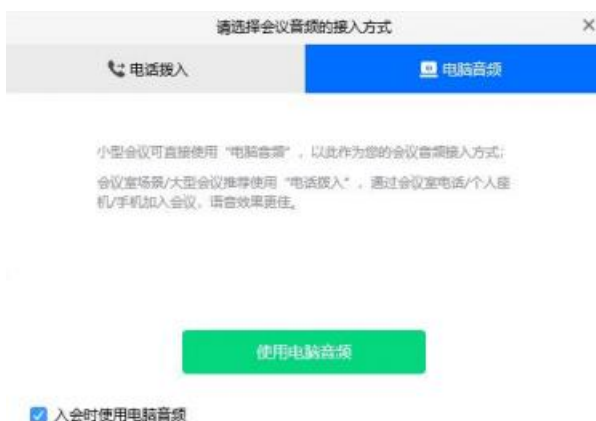 请选择会议音频的接入方式
电话拨入
电脑音频
小型会议可直接使用“电脑音频”，以此作为您的会议音频接入方式；
会议室场景/大型会议推荐使用“电话拨入”，通过会议室电话/个人座
机/手机加入会议，语音效果更佳。
使用电脑音频
入会时使用电脑音频